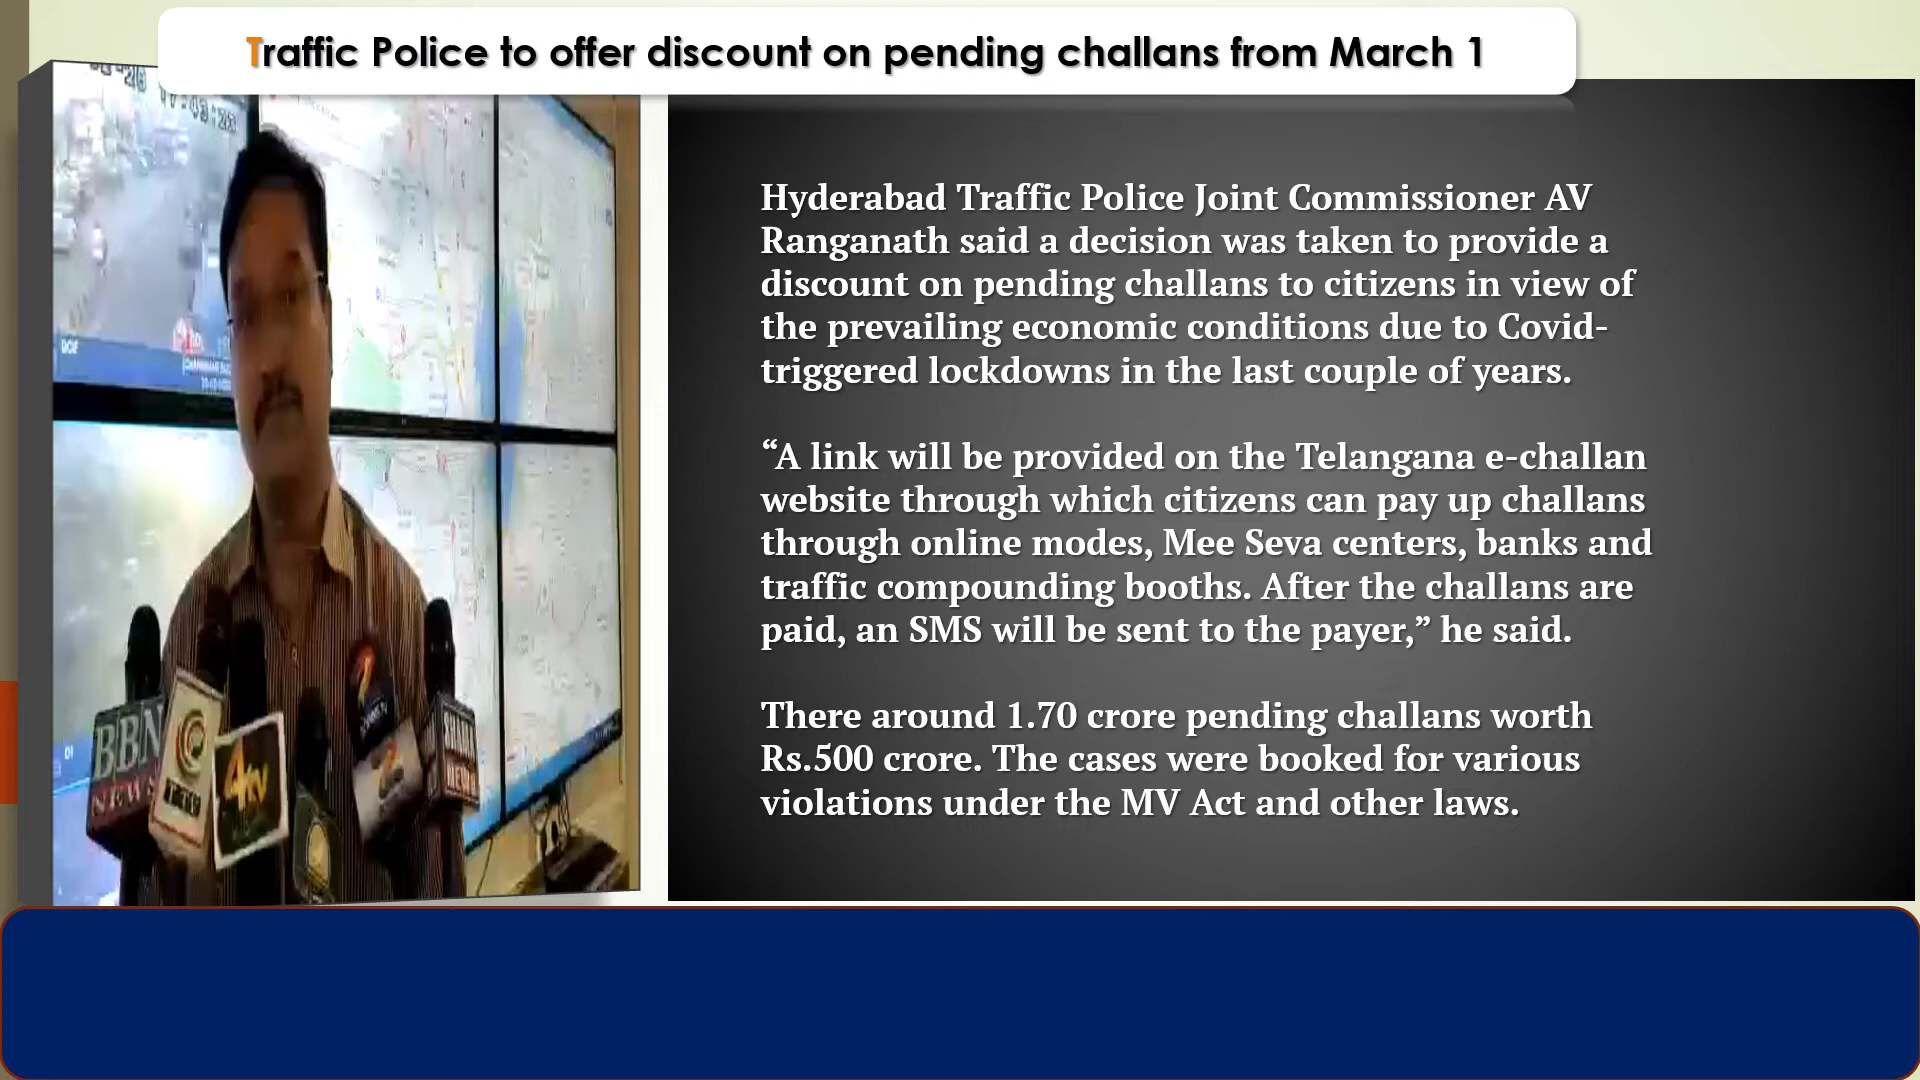 Traffic Police to offer discount on pending challans from March 1
Hyderabad Traffic Police Joint Commissioner AV
Ranganath said a decision was taken to provide a
discount on pending challans to citizens in view of
the prevailing economic conditions due to Covid-
triggered lockdowns in the last couple of years.
“A link will be provided on the Telangana e-challan
website through which citizens can pay up challans
through online modes, Mee Seva centers, banks and
traffic compounding booths. After the challans are
paid, an SMS will be sent to the payer,” he said.
There around 1.70 crore pending challans worth
Rs.500 crore. The cases were booked for various
violations under the MV Act and other laws.
BBN
NEWS
4tv
NEWS